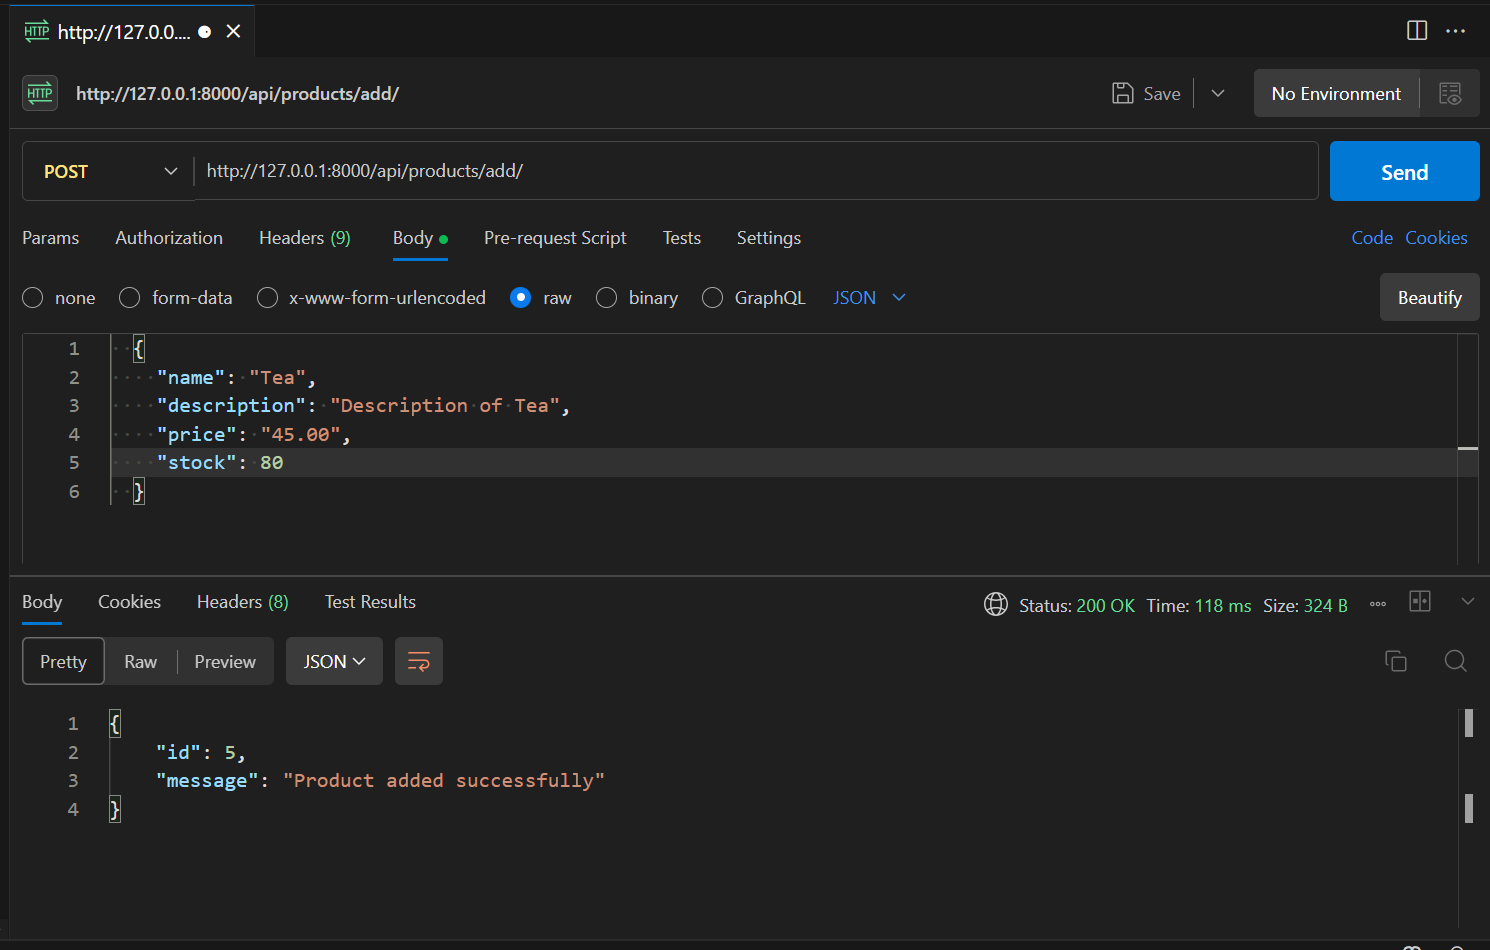 HTTP http://127.0.0....
HTTP http://127.0.0.1:8000/api/products/add/ Save No Environment
POST http://127.0.0.1:8000/api/products/add/ Send
Params Authorization Headers (9) Body Pre-request Script Tests Settings Code Cookies
none form-data x-www-form-urlencoded raw binary GraphQL JSON Beautify
1 {
2 "name": "Tea",
3 "description": "Description of Tea",
4 "price": "45.00",
5 "stock": 80
6 }
Body Cookies Headers (8) Test Results Status: 200 OK Time: 118 ms Size: 324 B
Pretty Raw Preview JSON
1 {
2 "id": 5,
3 "message": "Product added successfully"
4 }